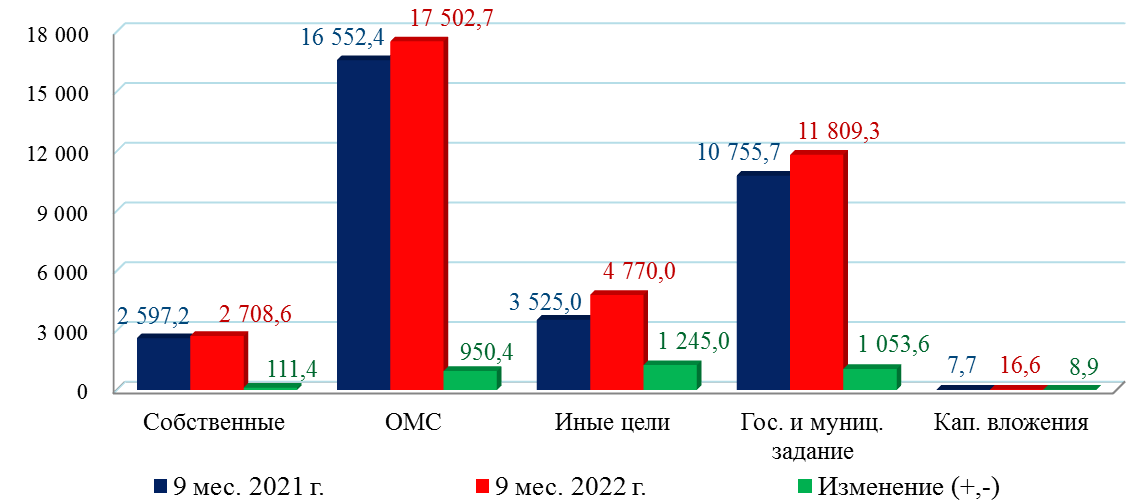 18 000
15 000
12 000
9 000
6 000
3 000
0
2 597,2
2 708,6
111,4
16 552,4
17 502,7
950,4
3 525,0
4 770,0
1 245,0
10 755,7
11 809,3
1 053,6
7,7
16,6
8,9
Собственные
ОМС
Иные цели
Гос. и муниц.
задание
Кап. вложения
9 мес. 2021 г.
9 мес. 2022 г.
Изменение (+,-)